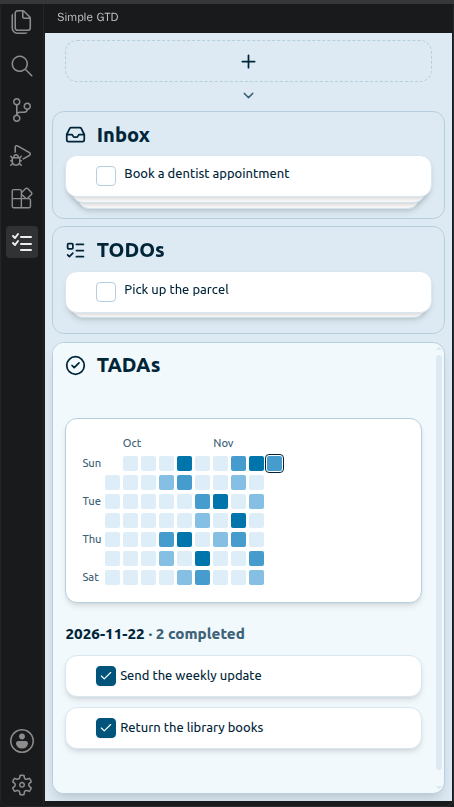 Simple GTD
Inbox
Book a dentist appointment
TODOs
Pick up the parcel
TADAs
Oct Nov
Sun
Tue
Thu
Sat
2026-11-22 · 2 completed
Send the weekly update
Return the library books